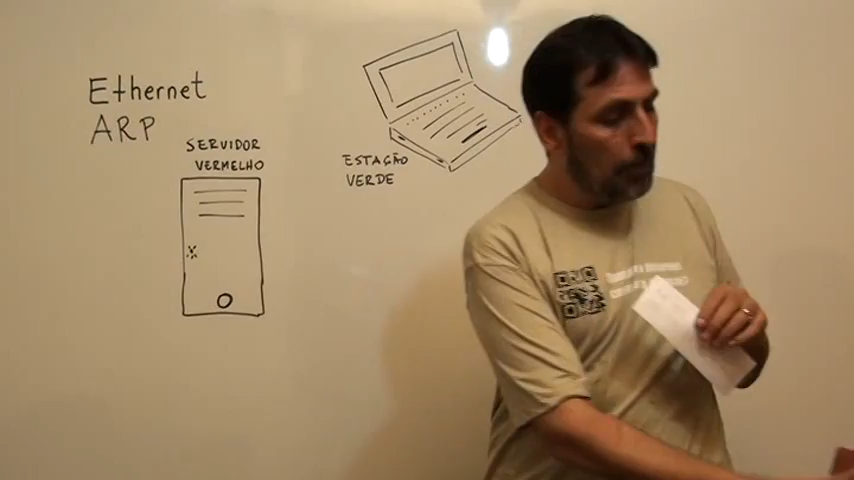 Ethernet
ARP
SERVIDOR
VERMELHO
ESTAÇÃO
VERDE